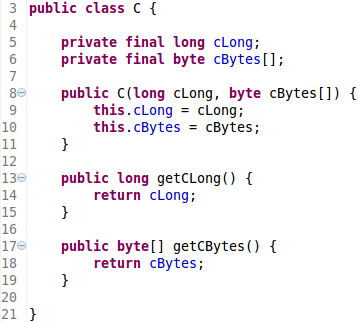 3 public class C {
4
5     private final long cLong;
6     private final byte cBytes[];
7
8     public C(long cLong, byte cBytes[]) {
9         this.cLong = cLong;
10         this.cBytes = cBytes;
11     }
12
13     public long getCLong() {
14         return cLong;
15     }
16
17     public byte[] getCBytes() {
18         return cBytes;
19     }
20
21 }